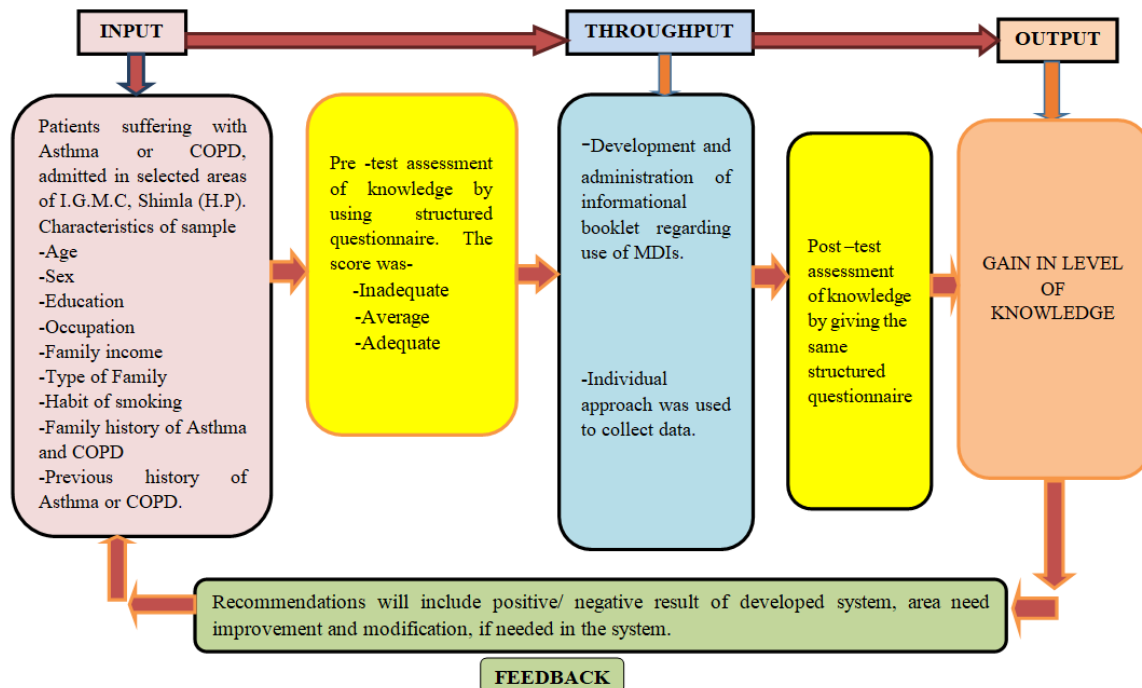 INPUT
THROUGHPUT
OUTPUT
Patients suffering with
Asthma or COPD,
admitted in selected areas
of I.G.M.C, Shimla (H.P).
Characteristics of sample
-Age
-Sex
-Education
-Occupation
-Family income
-Type of Family
-Habit of smoking
-Family history of Asthma
and COPD
-Previous history of
Asthma or COPD.
Pre -test assessment
of knowledge by
using structured
questionnaire. The
score was-
-Inadequate
-Average
-Adequate
-Development and
administration of
informational
booklet regarding
use of MDIs.
-Individual
approach was used
to collect data.
Post –test
assessment
of knowledge
by giving the
same
structured
questionnaire
GAIN IN LEVEL
OF
KNOWLEDGE
Recommendations will include positive/ negative result of developed system, area need
improvement and modification, if needed in the system.
FEEDBACK